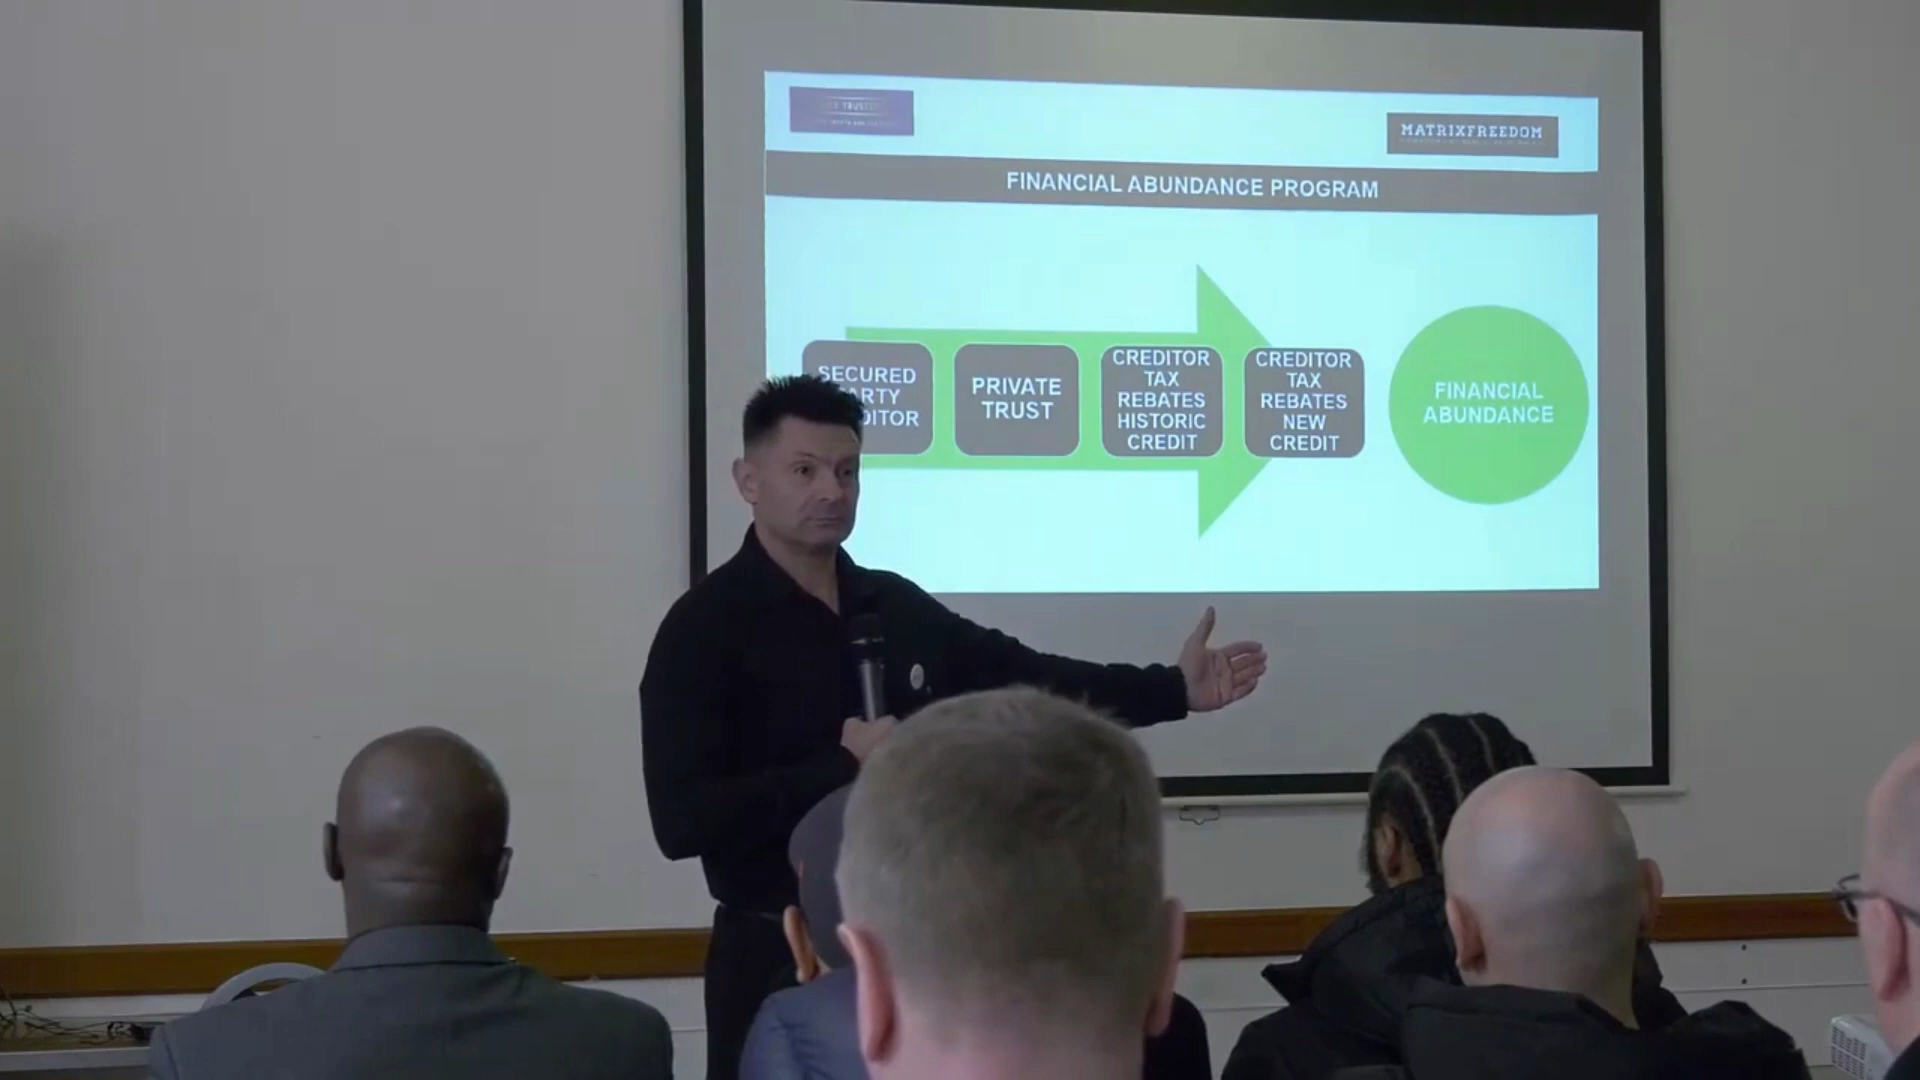 MATRIXFREEDOM
FINANCIAL ABUNDANCE PROGRAM
SECURED
ARTY
DITOR
PRIVATE
TRUST
CREDITOR
TAX
REBATES
HISTORIC
CREDIT
CREDITOR
TAX
REBATES
NEW
CREDIT
FINANCIAL
ABUNDANCE